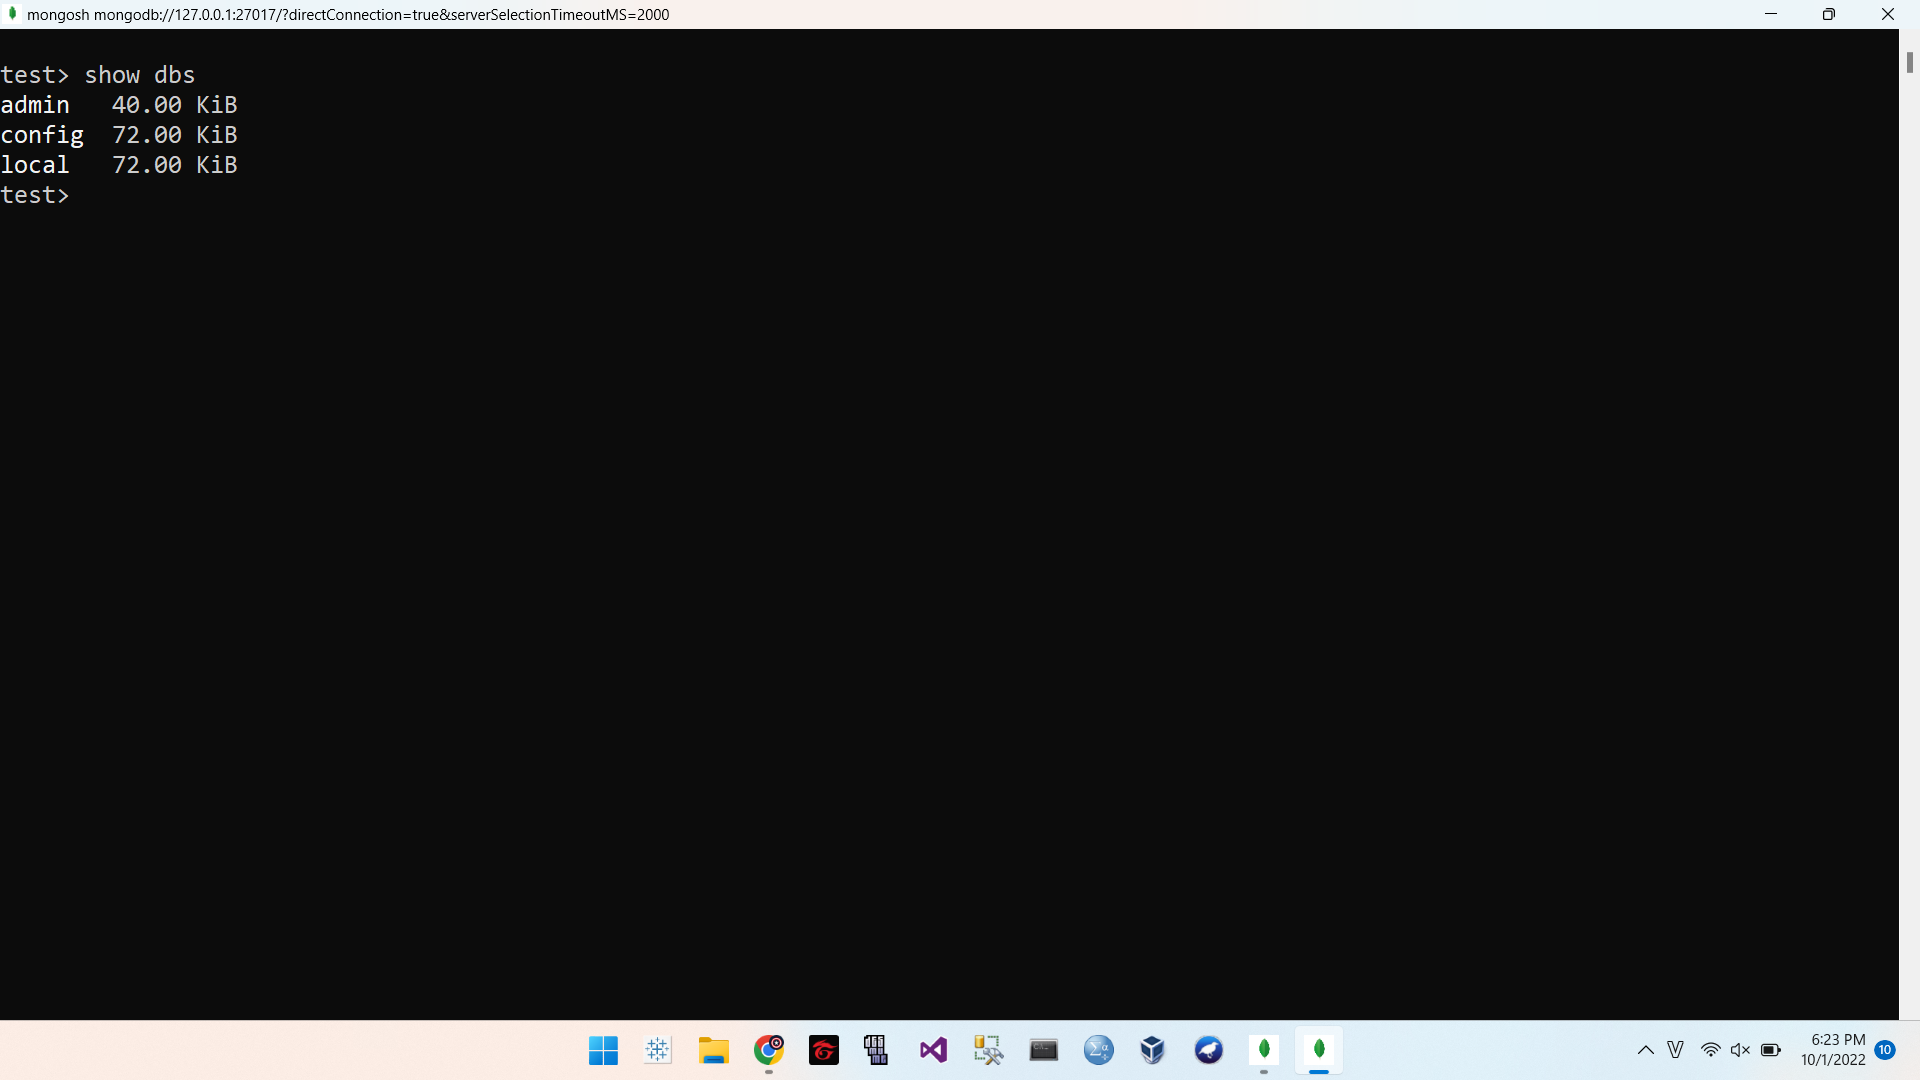 mongosh mongodb://127.0.0.1:27017/?directConnection=true&serverSelectionTimeoutMS=2000
test> show dbs
admin   40.00 KiB
config  72.00 KiB
local   72.00 KiB
test>
6:23 PM
10/1/2022
10